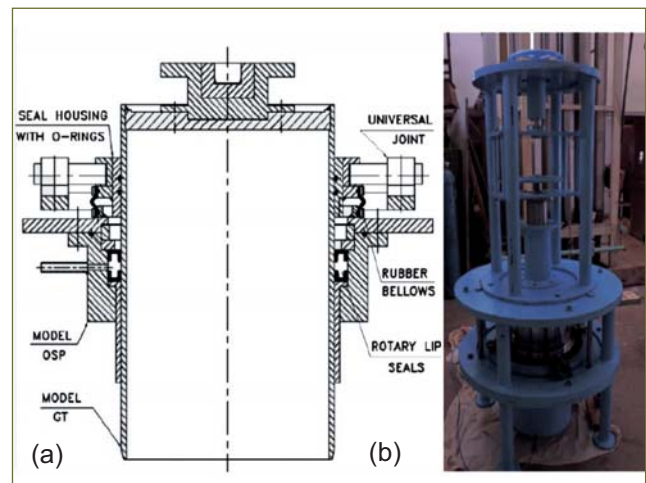 SEAL HOUSING
WITH O-RINGS
UNIVERSAL
JOINT
RUBBER
BELLOWS
MODEL
OSP
ROTARY LIP
SEALS
MODEL
GT
(a)
(b)